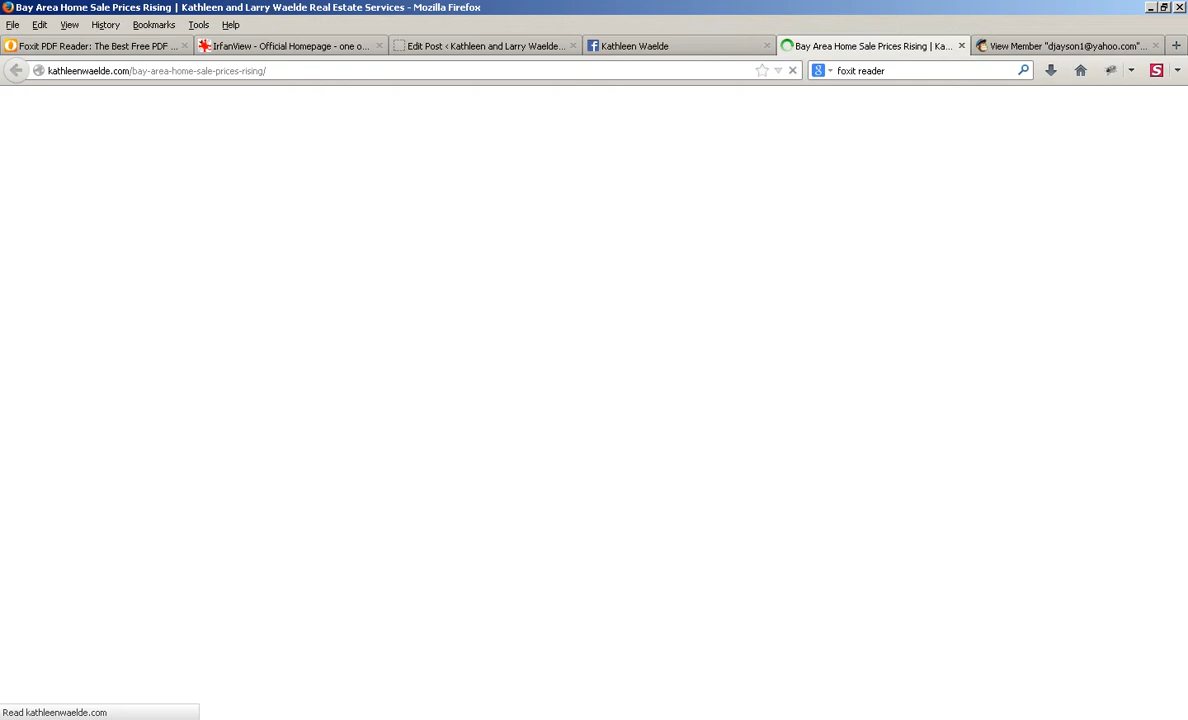 Bay Area Home Sale Prices Rising | Kathleen and Larry Waelde Real Estate Services - Mozilla Firefox
File Edit View History Bookmarks Tools Help
Foxit PDF Reader: The Best Free PDF ... IrfanView - Official Homepage - one o... Edit Post ‹ Kathleen and Larry Waelde... Kathleen Waelde Bay Area Home Sale Prices Rising | Ka... View Member "djayson1@yahoo.com"...
kathleenwaelde.com/bay-area-home-sale-prices-rising/ foxit reader
Read kathleenwaelde.com